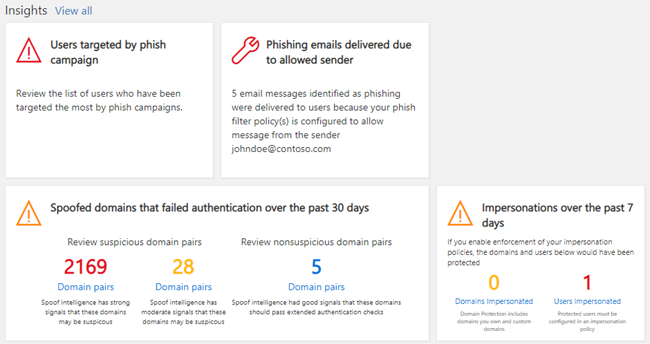 Insights View all
Users targeted by phish
campaign
Review the list of users who have been
targeted the most by phish campaigns.
Phishing emails delivered due
to allowed sender
5 email messages identified as phishing
were delivered to users because your phish
filter policy(s) is configured to allow
message from the sender
johndoe@contoso.com
Spoofed domains that failed authentication over the past 30 days
Review suspicious domain pairs
2169
Domain pairs
Spoof intelligence has strong
signals that these domains
may be suspicious
28
Domain pairs
Spoof intelligence has
moderate signals that these
domains may be suspicious
Review nonsuspicious domain pairs
5
Domain pairs
Spoof intelligence had good signals that these domains
should pass extended authentication checks
Impersonations over the past 7
days
If you enable enforcement of your impersonation
policies, the domains and users below would have been
protected
0
Domains Impersonated
Domain Protection includes
domains you own and custom
domains
1
Users Impersonated
Protected users must be
configured in an impersonation
policy